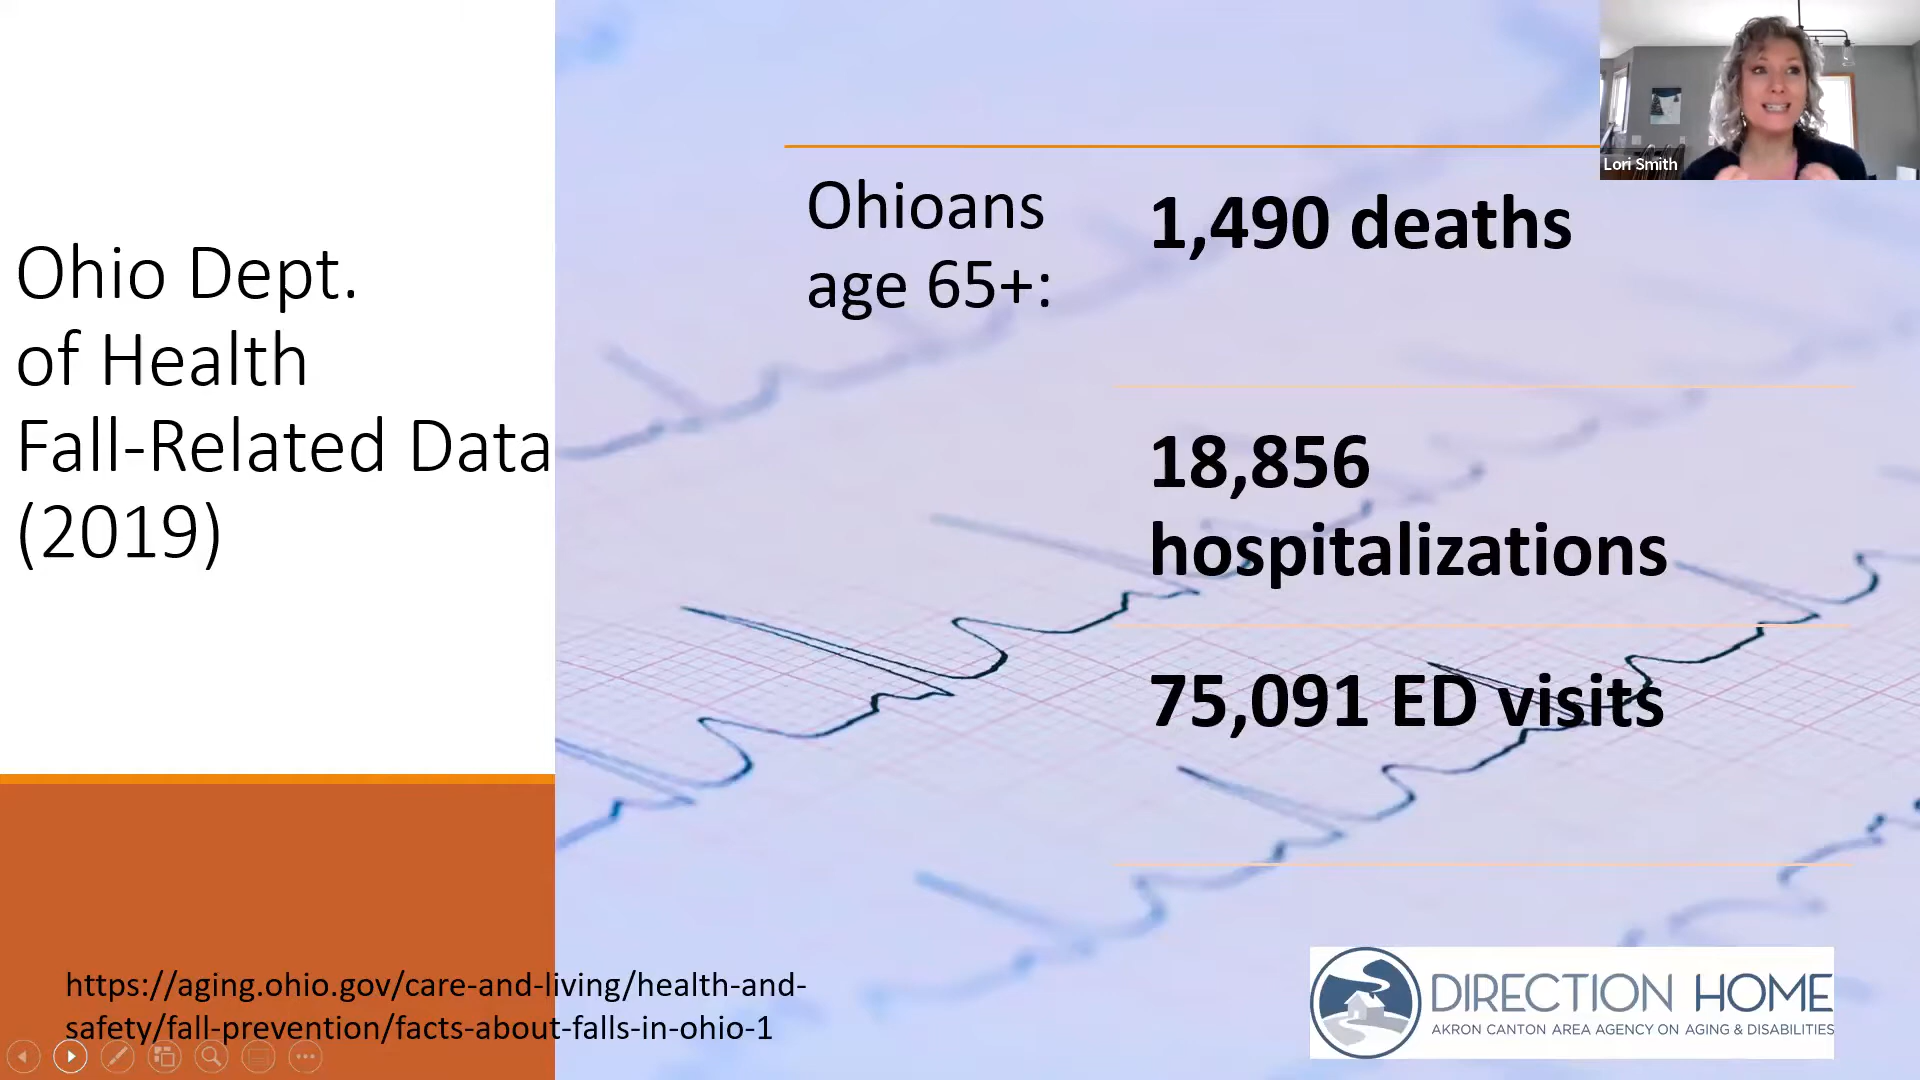 Ohio Dept.
of Health
Fall-Related Data
(2019)
Ohioans
age 65+:
1,490 deaths
18,856
hospitalizations
75,091 ED visits
Lori Smith
https://aging.ohio.gov/care-and-living/health-and-
safety/fall-prevention/facts-about-falls-in-ohio-1
DIRECTION HOME
AKRON CANTON AREA AGENCY ON AGING & DISABILITIES